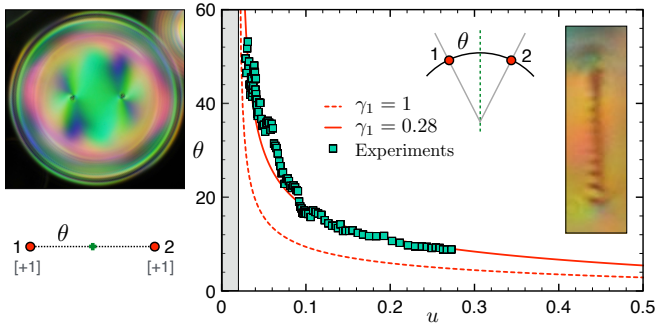 1 θ 2
[+1] [+1]
60
40
θ
20
0
0 0.1 0.2 0.3 0.4 0.5
u
1 θ 2
γ₁ = 1
γ₁ = 0.28
Experiments